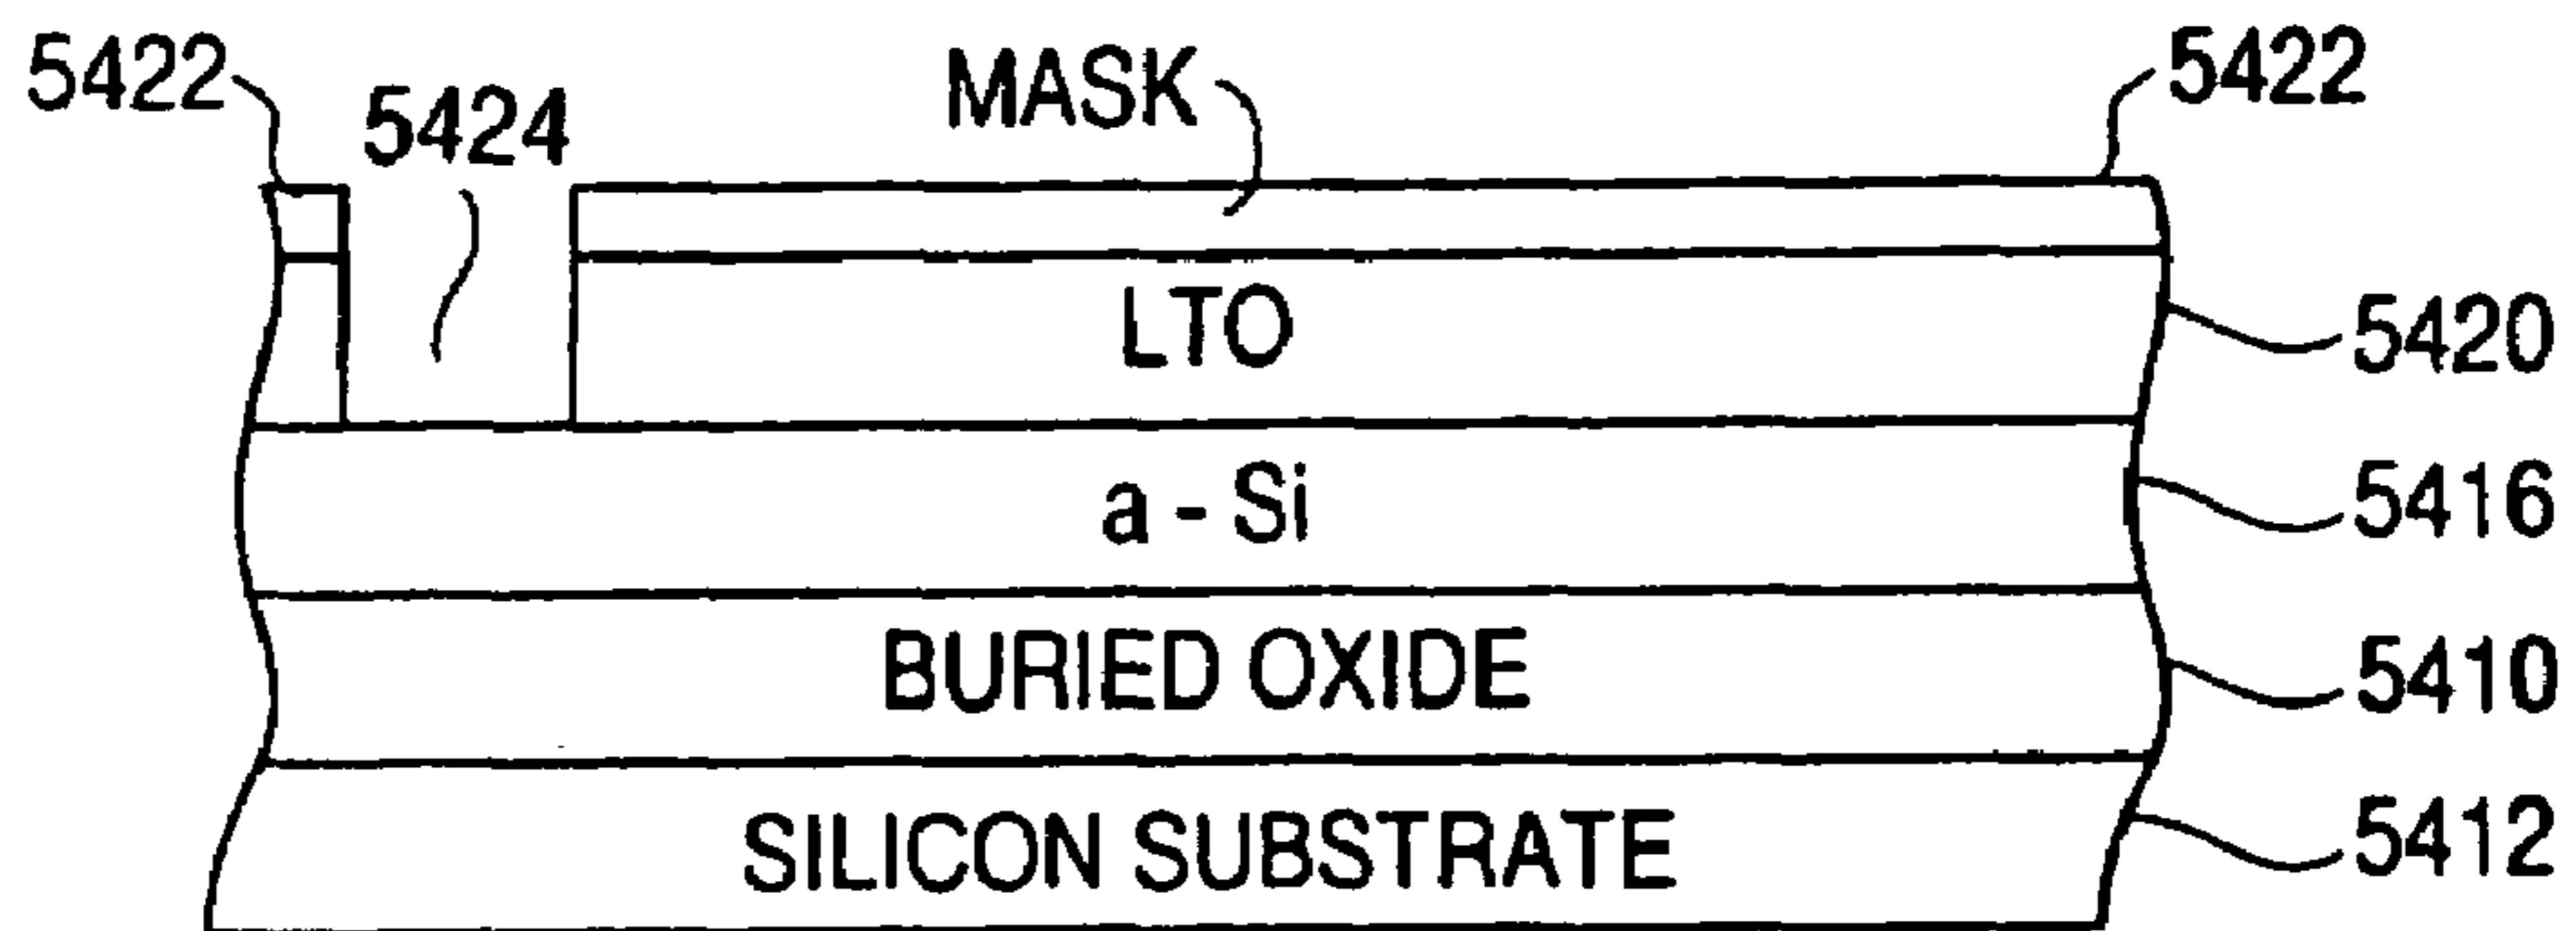 5422
5424
MASK
5422
LTO
5420
a - Si
5416
BURIED OXIDE
5410
SILICON SUBSTRATE
5412